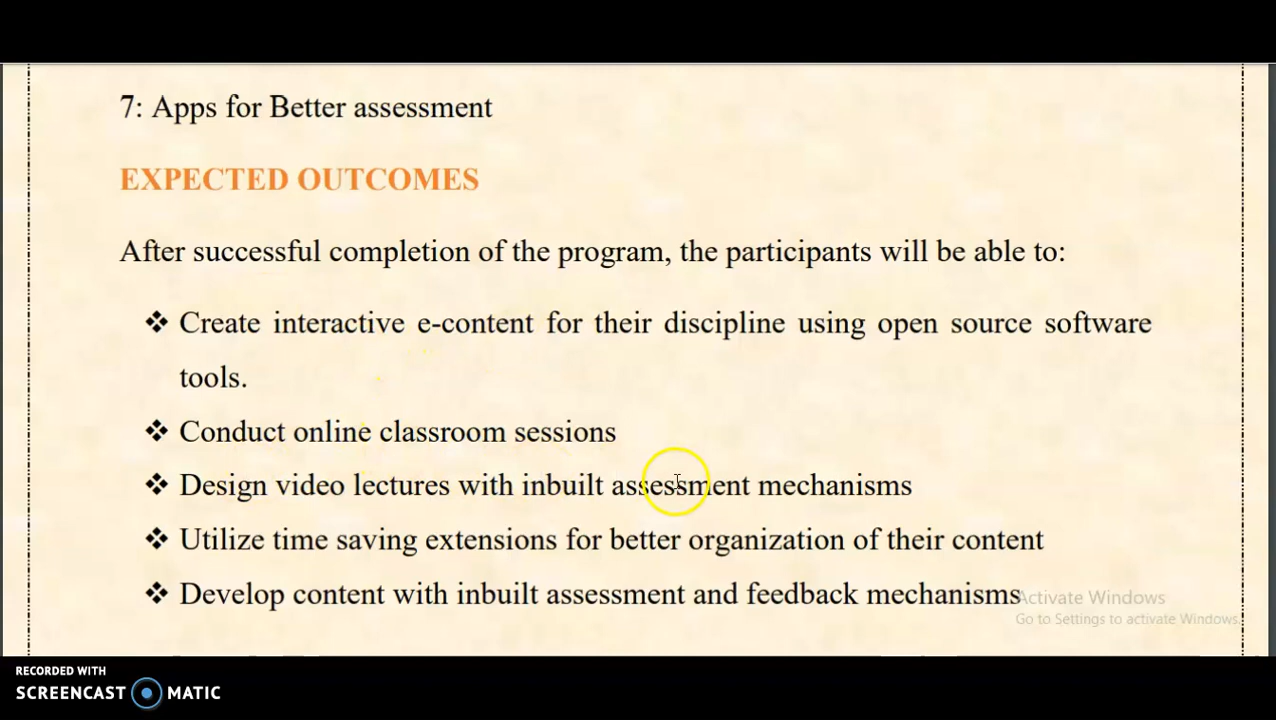 7: Apps for Better assessment
EXPECTED OUTCOMES
After successful completion of the program, the participants will be able to:
❖ Create interactive e-content for their discipline using open source software
tools.
❖ Conduct online classroom sessions
❖ Design video lectures with inbuilt assessment mechanisms
❖ Utilize time saving extensions for better organization of their content
❖ Develop content with inbuilt assessment and feedback mechanisms
Activate Windows
Go to Settings to activate Windows.
RECORDED WITH
SCREENCAST MATIC